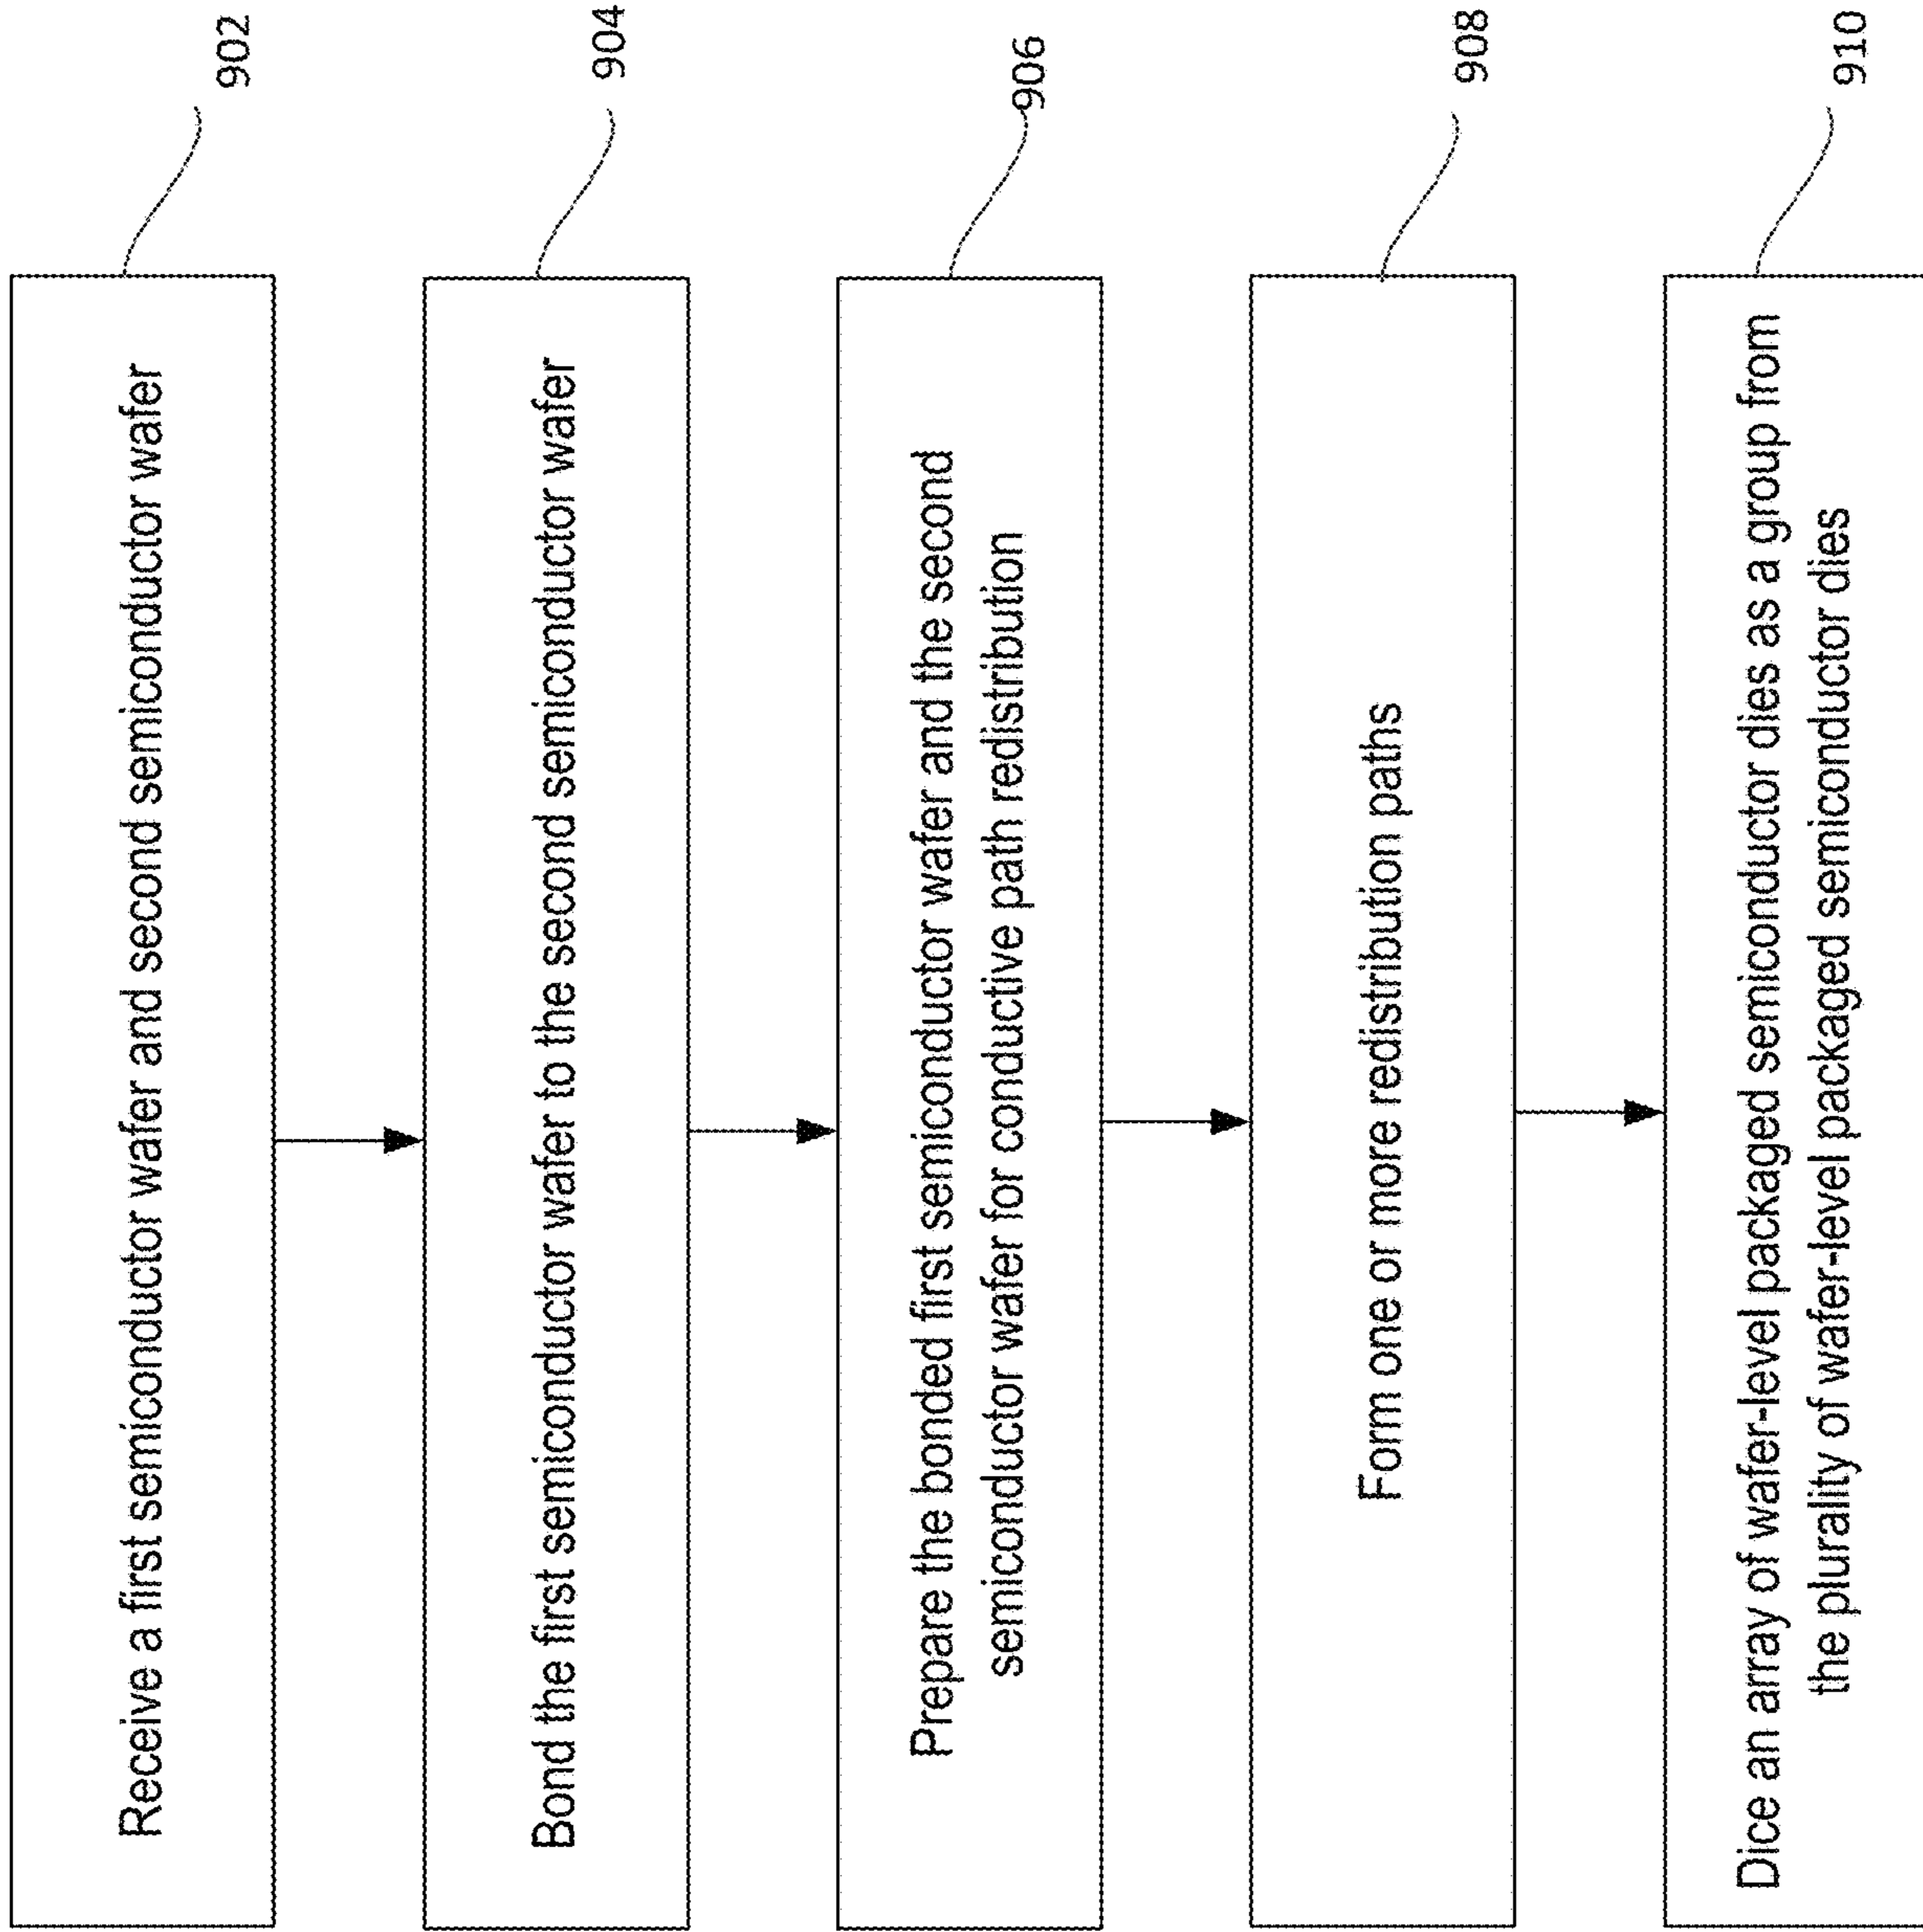 Receive a first semiconductor wafer and second semiconductor wafer
902
Bond the first semiconductor wafer to the second semiconductor wafer
904
Prepare the bonded first semiconductor wafer and the second
semiconductor wafer for conductive path redistribution
906
Form one or more redistribution paths
908
Dice an array of wafer-level packaged semiconductor dies as a group from
the plurality of wafer-level packaged semiconductor dies
910